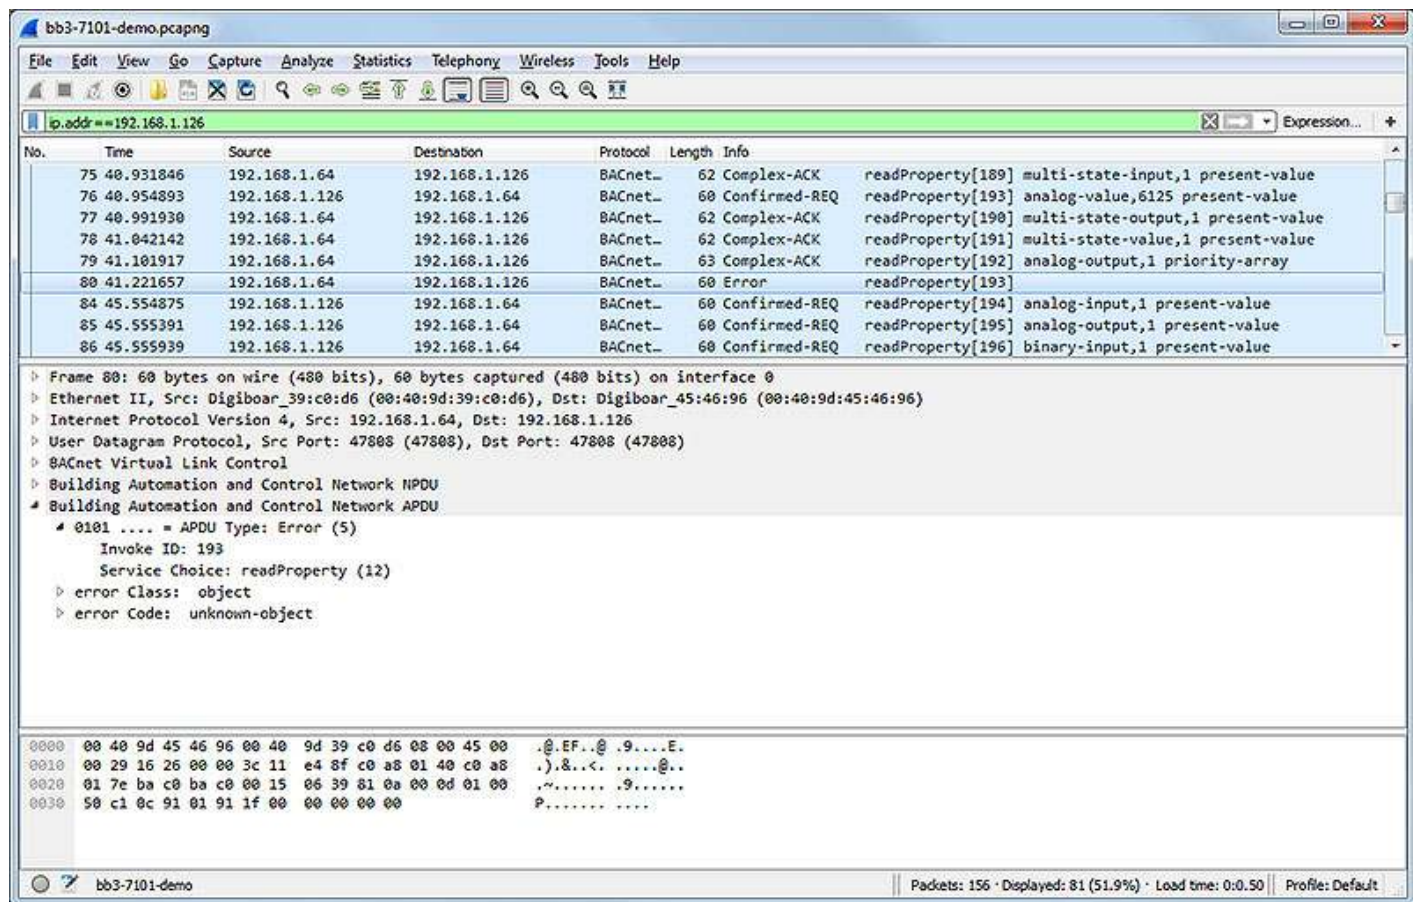 bb3-7101-demo.pcapng
File Edit View Go Capture Analyze Statistics Telephony Wireless Tools Help
ip.addr==192.168.1.126 Expression... +
No. Time Source Destination Protocol Length Info
75 40.931846 192.168.1.64 192.168.1.126 BACnet… 62 Complex-ACK readProperty[189] multi-state-input,1 present-value
76 40.954893 192.168.1.126 192.168.1.64 BACnet… 60 Confirmed-REQ readProperty[193] analog-value,6125 present-value
77 40.991930 192.168.1.64 192.168.1.126 BACnet… 62 Complex-ACK readProperty[190] multi-state-output,1 present-value
78 41.042142 192.168.1.64 192.168.1.126 BACnet… 62 Complex-ACK readProperty[191] multi-state-value,1 present-value
79 41.101917 192.168.1.64 192.168.1.126 BACnet… 63 Complex-ACK readProperty[192] analog-output,1 priority-array
80 41.221657 192.168.1.64 192.168.1.126 BACnet… 60 Error readProperty[193]
84 45.554875 192.168.1.126 192.168.1.64 BACnet… 60 Confirmed-REQ readProperty[194] analog-input,1 present-value
85 45.555391 192.168.1.126 192.168.1.64 BACnet… 60 Confirmed-REQ readProperty[195] analog-output,1 present-value
86 45.555939 192.168.1.126 192.168.1.64 BACnet… 60 Confirmed-REQ readProperty[196] binary-input,1 present-value
Frame 80: 60 bytes on wire (480 bits), 60 bytes captured (480 bits) on interface 0
Ethernet II, Src: Digiboar_39:c0:d6 (00:40:9d:39:c0:d6), Dst: Digiboar_45:46:96 (00:40:9d:45:46:96)
Internet Protocol Version 4, Src: 192.168.1.64, Dst: 192.168.1.126
User Datagram Protocol, Src Port: 47808 (47808), Dst Port: 47808 (47808)
BACnet Virtual Link Control
Building Automation and Control Network NPDU
Building Automation and Control Network APDU
0101 .... = APDU Type: Error (5)
Invoke ID: 193
Service Choice: readProperty (12)
error Class: object
error Code: unknown-object
0000 00 40 9d 45 46 96 00 40 9d 39 c0 d6 08 00 45 00 .@.EF..@ .9....E.
0010 00 29 16 26 00 00 3c 11 e4 8f c0 a8 01 40 c0 a8 .).&..<. .....@..
0020 01 7e ba c0 ba c0 00 15 06 39 81 0a 00 0d 01 00 .~...... .9......
0030 50 c1 0c 91 01 91 1f 00 00 00 00 00 P....... ....
bb3-7101-demo Packets: 156 · Displayed: 81 (51.9%) · Load time: 0:0.50 Profile: Default